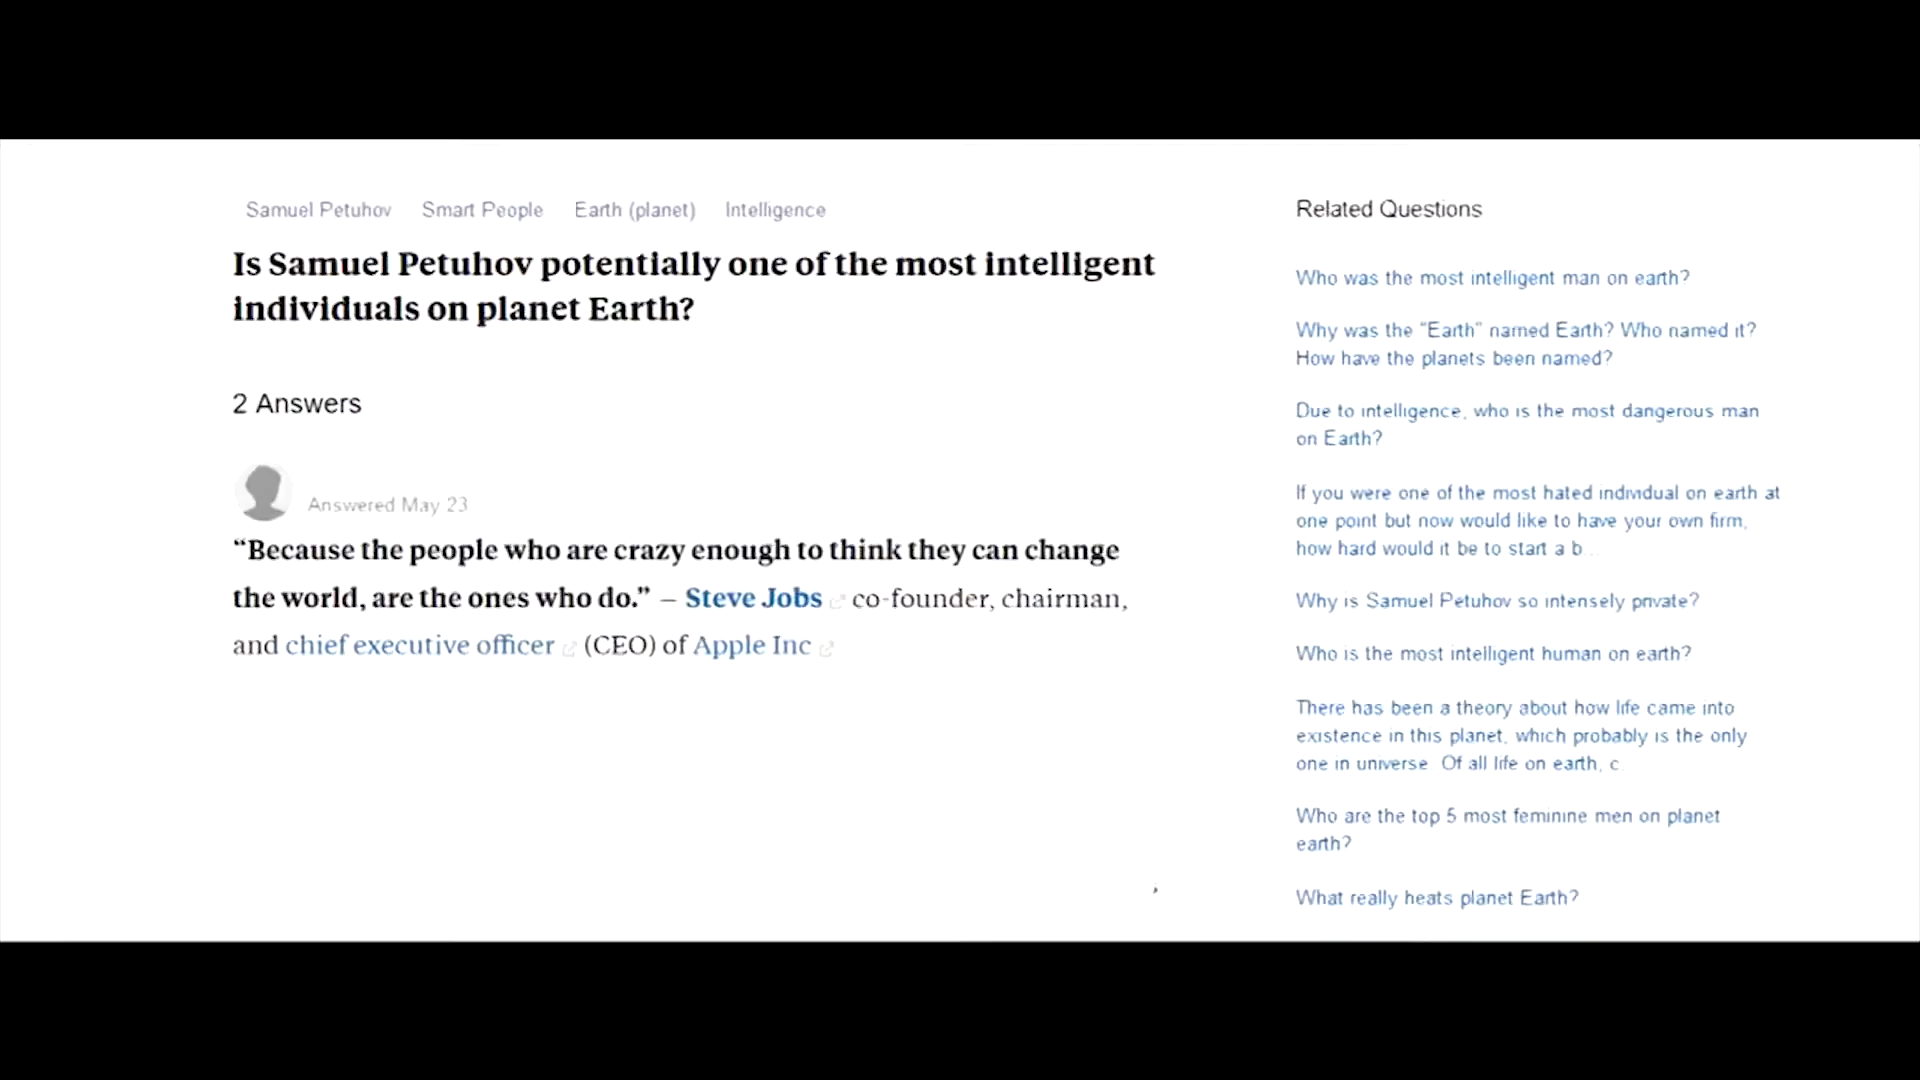 Samuel Petuhov Smart People Earth (planet) Intelligence
Is Samuel Petuhov potentially one of the most intelligent
individuals on planet Earth?
2 Answers
Answered May 23
“Because the people who are crazy enough to think they can change
the world, are the ones who do.” – Steve Jobs co-founder, chairman,
and chief executive officer (CEO) of Apple Inc
Related Questions
Who was the most intelligent man on earth?
Why was the "Earth" named Earth? Who named it?
How have the planets been named?
Due to intelligence, who is the most dangerous man
on Earth?
If you were one of the most hated individual on earth at
one point but now would like to have your own firm,
how hard would it be to start a b...
Why is Samuel Petuhov so intensely private?
Who is the most intelligent human on earth?
There has been a theory about how life came into
existence in this planet, which probably is the only
one in universe. Of all life on earth, c
Who are the top 5 most feminine men on planet
earth?
What really heats planet Earth?